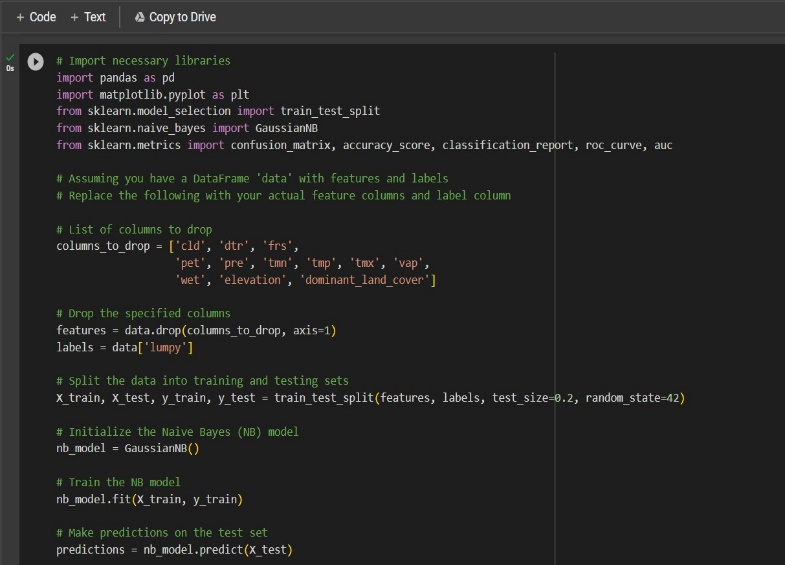 + Code + Text Copy to Drive
0s
# Import necessary libraries
import pandas as pd
import matplotlib.pyplot as plt
from sklearn.model_selection import train_test_split
from sklearn.naive_bayes import GaussianNB
from sklearn.metrics import confusion_matrix, accuracy_score, classification_report, roc_curve, auc
# Assuming you have a DataFrame 'data' with features and labels
# Replace the following with your actual feature columns and label column
# List of columns to drop
columns_to_drop = ['cld', 'dtr', 'frs',
'pet', 'pre', 'tmn', 'tmp', 'tmx', 'vap',
'wet', 'elevation', 'dominant_land_cover']
# Drop the specified columns
features = data.drop(columns_to_drop, axis=1)
labels = data['lumpy']
# Split the data into training and testing sets
X_train, X_test, y_train, y_test = train_test_split(features, labels, test_size=0.2, random_state=42)
# Initialize the Naive Bayes (NB) model
nb_model = GaussianNB()
# Train the NB model
nb_model.fit(X_train, y_train)
# Make predictions on the test set
predictions = nb_model.predict(X_test)